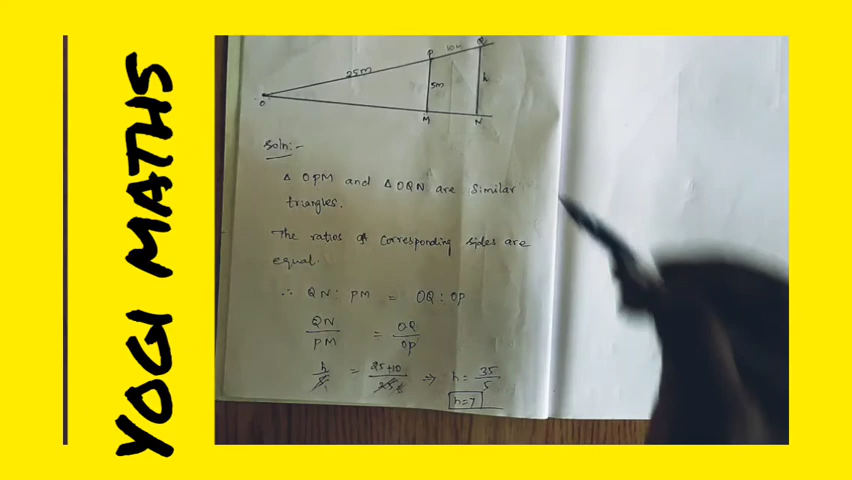 YOGI MATHS
25m
P
10m
Q
5m
h
O
M
N
Soln:-
Δ OPM and Δ OQN are similar
triangles.
The ratios of corresponding sides are
equal.
∴ QN : PM = OQ : OP
QN/PM = OQ/OP
h/5 = 25+10/25 ⇒ h = 35/5
h=7